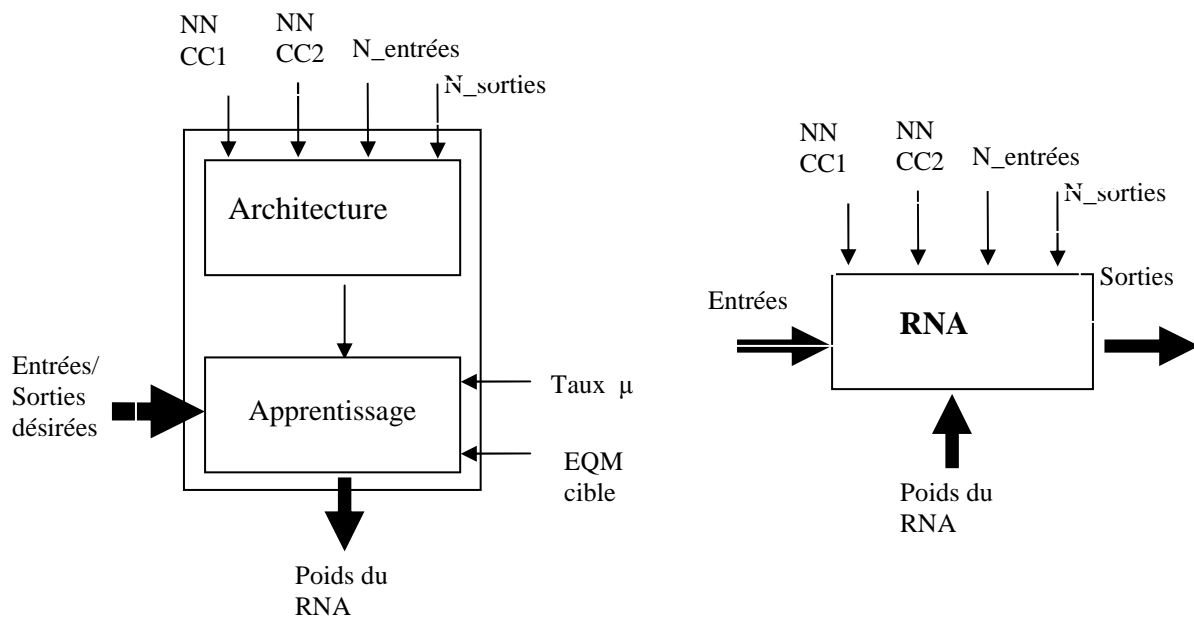 NN
CC1
NN
CC2
N_entrées
N_sorties
Architecture
Entrées/
Sorties
désirées
Apprentissage
Taux μ
EQM
cible
Poids du
RNA
NN
CC1
NN
CC2
N_entrées
N_sorties
Entrées
RNA
Sorties
Poids du
RNA